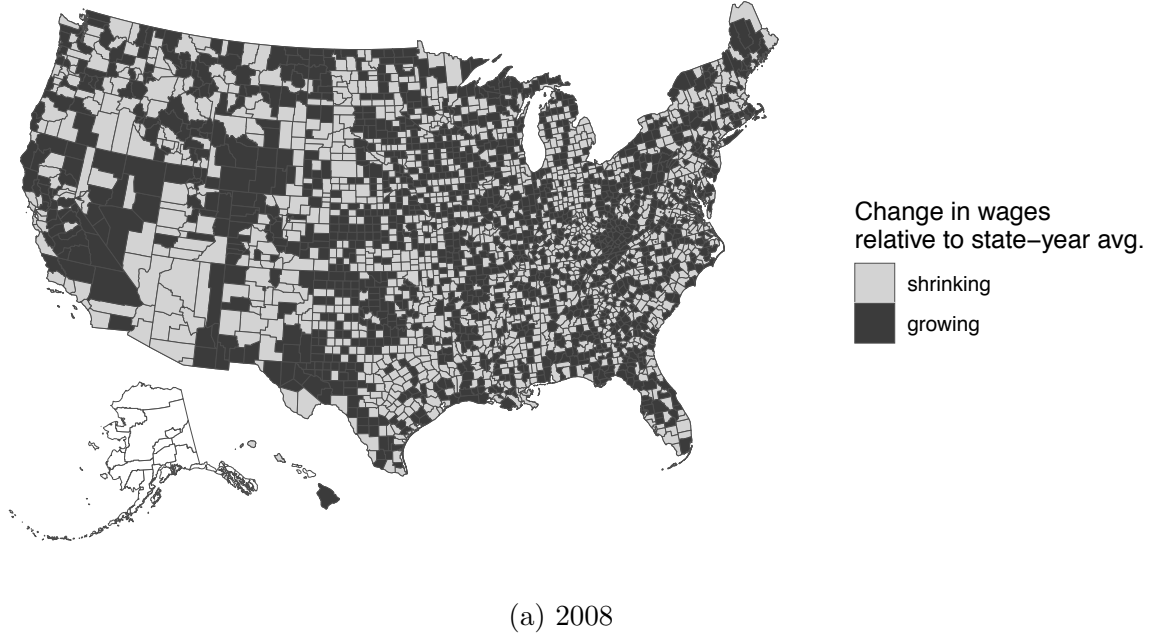 Change in wages
relative to state−year avg.
shrinking
growing
(a) 2008